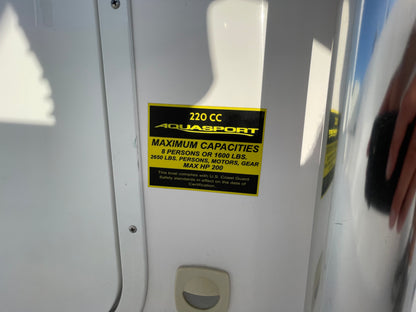 220 CC
AQUASPORT
MAXIMUM CAPACITIES
8 PERSONS OR 1600 LBS.
2650 LBS. PERSONS, MOTORS, GEAR
MAX HP 200
This boat complies with U.S. Coast Guard
Safety standards in effect on the date of
Certification.